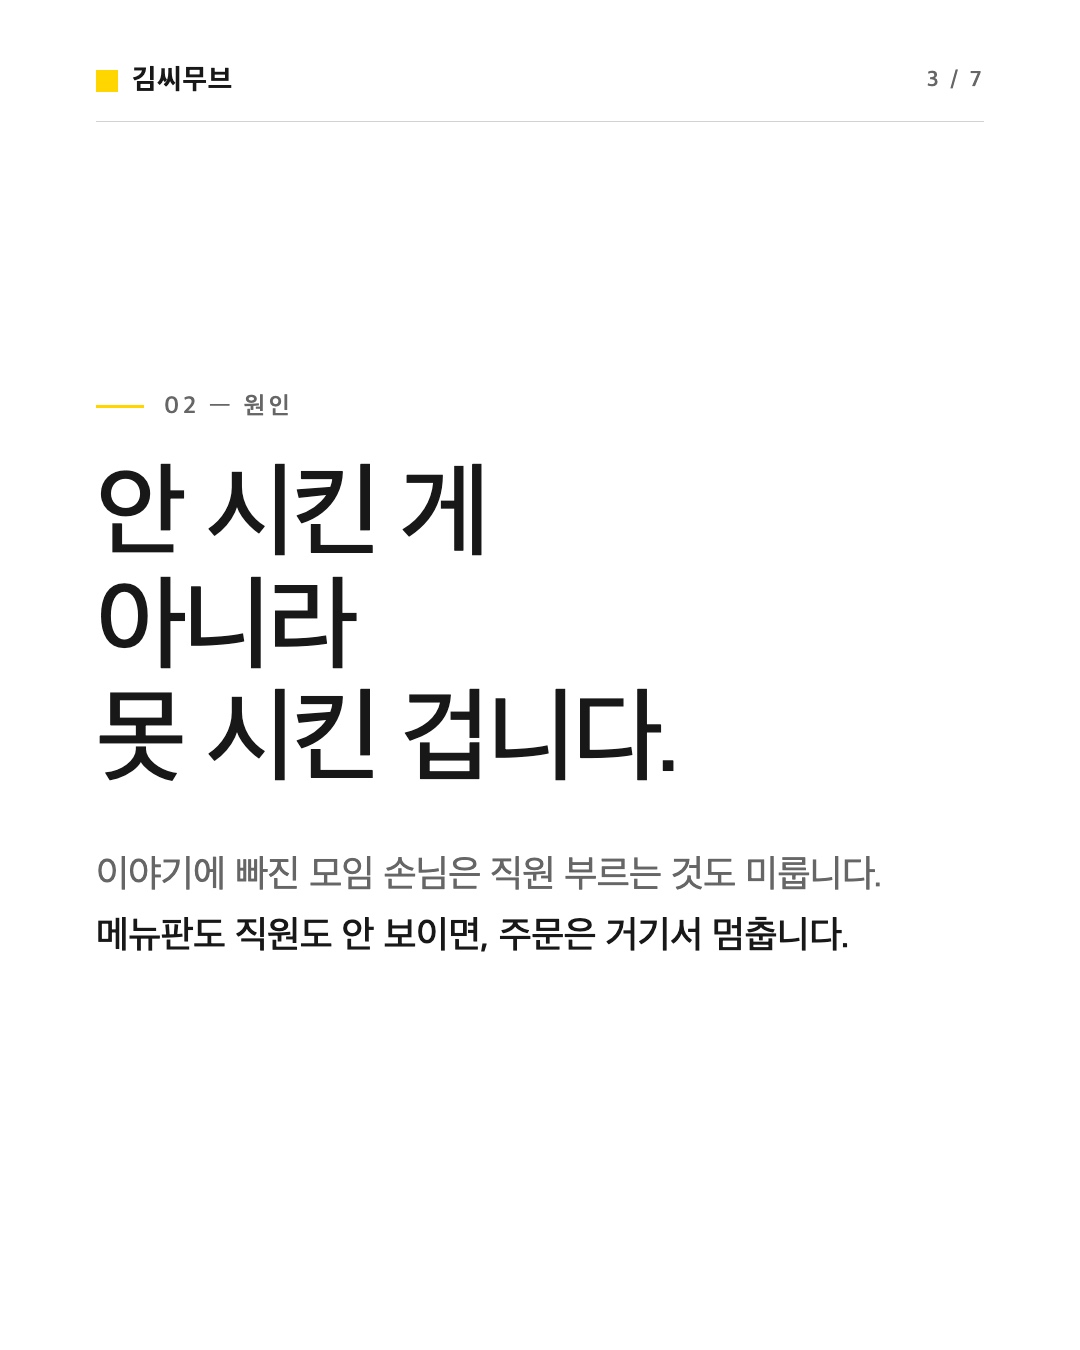 김씨무브
3 / 7
02 — 원인
안 시킨 게
아니라
못 시킨 겁니다.
이야기에 빠진 모임 손님은 직원 부르는 것도 미룹니다.
메뉴판도 직원도 안 보이면, 주문은 거기서 멈춥니다.